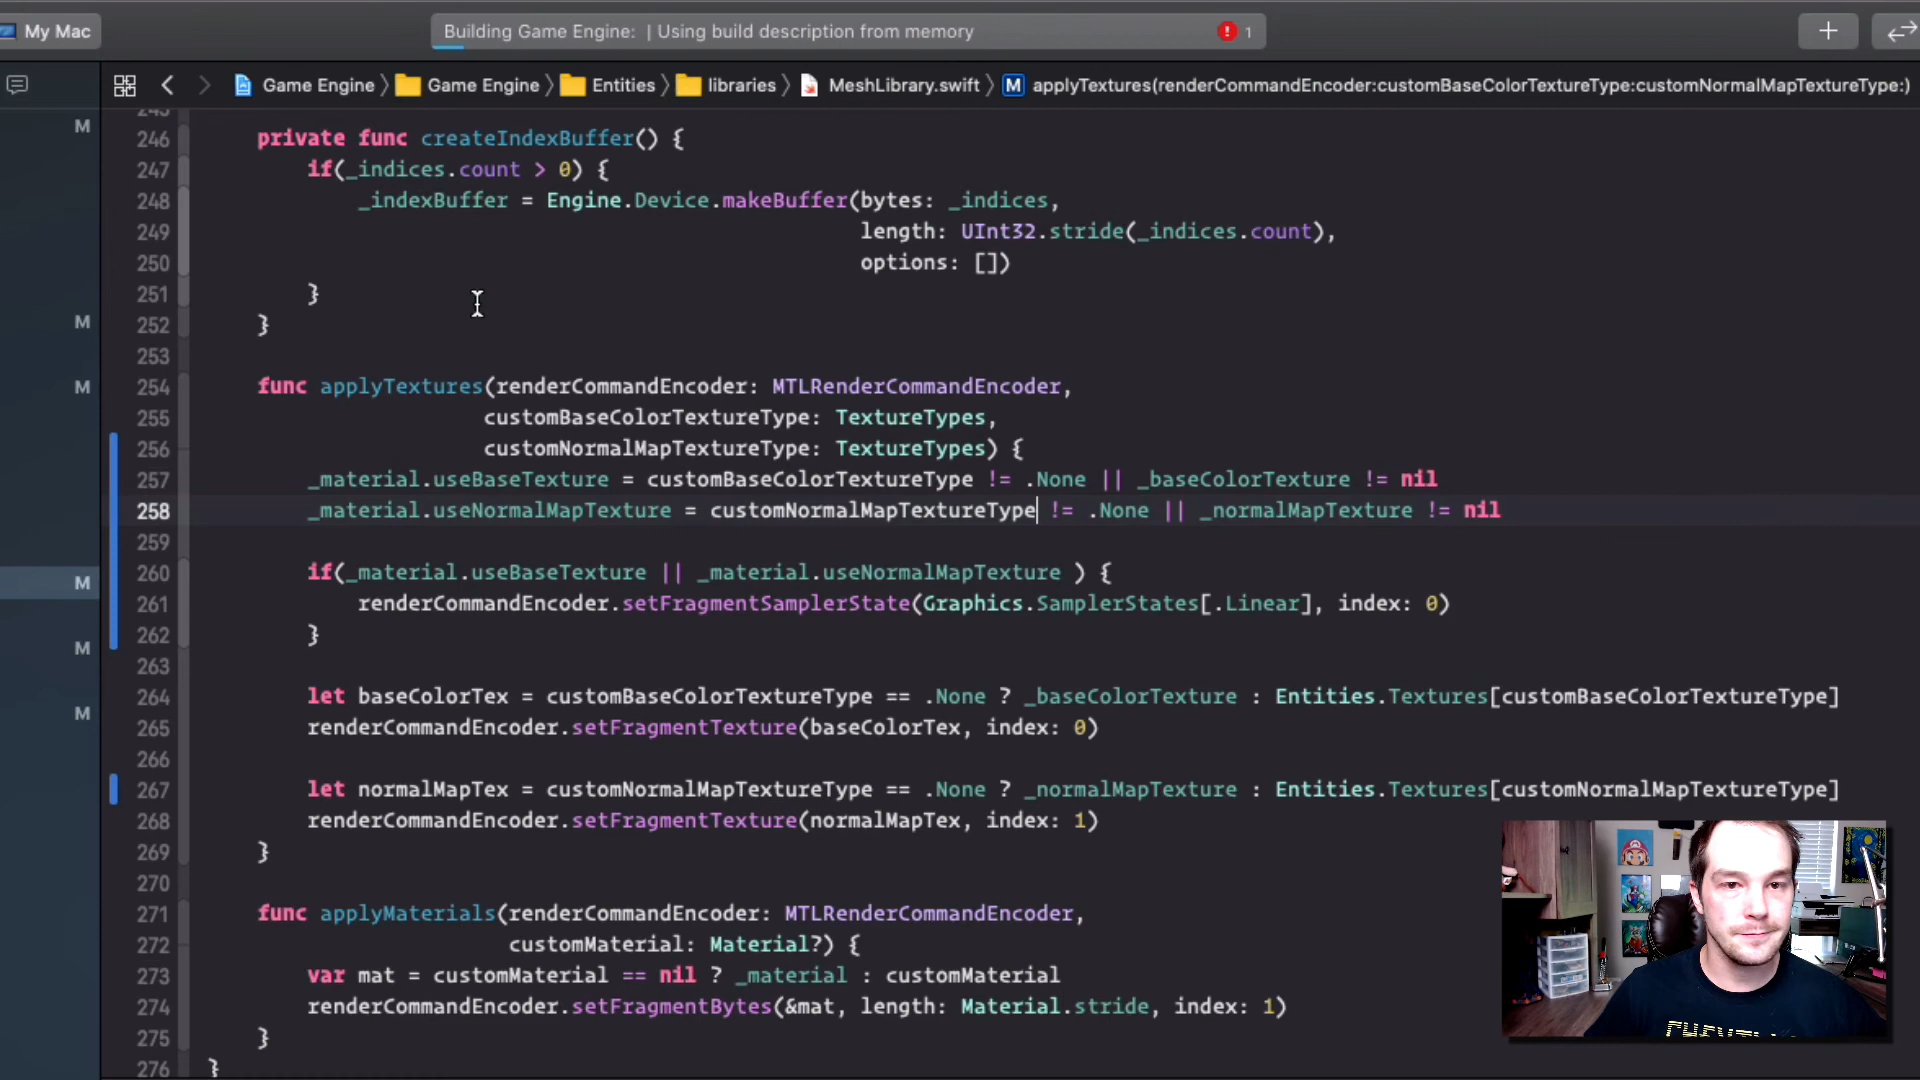 My Mac
Building Game Engine: | Using build description from memory
1
Game Engine
Game Engine
Entities
libraries
MeshLibrary.swift
M
applyTextures(renderCommandEncoder:customBaseColorTextureType:customNormalMapTextureType:)
M
M
M
M
M
M
246 private func createIndexBuffer() {
247 if(_indices.count > 0) {
248 _indexBuffer = Engine.Device.makeBuffer(bytes: _indices,
249 length: UInt32.stride(_indices.count),
250 options: [])
251 }
252 }
253
254 func applyTextures(renderCommandEncoder: MTLRenderCommandEncoder,
255 customBaseColorTextureType: TextureTypes,
256 customNormalMapTextureType: TextureTypes) {
257 _material.useBaseTexture = customBaseColorTextureType != .None || _baseColorTexture != nil
258 _material.useNormalMapTexture = customNormalMapTextureType != .None || _normalMapTexture != nil
259
260 if(_material.useBaseTexture || _material.useNormalMapTexture ) {
261 renderCommandEncoder.setFragmentSamplerState(Graphics.SamplerStates[.Linear], index: 0)
262 }
263
264 let baseColorTex = customBaseColorTextureType == .None ? _baseColorTexture : Entities.Textures[customBaseColorTextureType]
265 renderCommandEncoder.setFragmentTexture(baseColorTex, index: 0)
266
267 let normalMapTex = customNormalMapTextureType == .None ? _normalMapTexture : Entities.Textures[customNormalMapTextureType]
268 renderCommandEncoder.setFragmentTexture(normalMapTex, index: 1)
269 }
270
271 func applyMaterials(renderCommandEncoder: MTLRenderCommandEncoder,
272 customMaterial: Material?) {
273 var mat = customMaterial == nil ? _material : customMaterial
274 renderCommandEncoder.setFragmentBytes(&mat, length: Material.stride, index: 1)
275 }
276 }